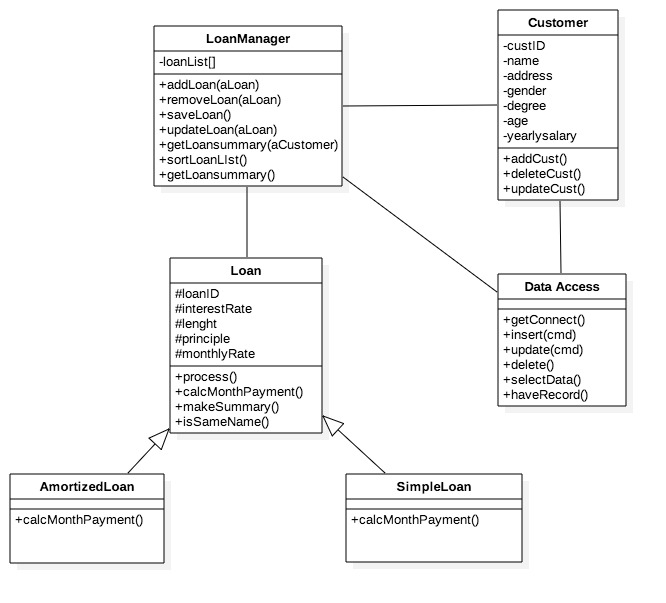 LoanManager
-loanList[]
+addLoan(aLoan)
+removeLoan(aLoan)
+saveLoan()
+updateLoan(aLoan)
+getLoansummary(aCustomer)
+sortLoanLIst()
+getLoansummary()
Customer
-custID
-name
-address
-gender
-degree
-age
-yearlysalary
+addCust()
+deleteCust()
+updateCust()
Loan
#loanID
#interestRate
#lenght
#principle
#monthlyRate
+process()
+calcMonthPayment()
+makeSummary()
+isSameName()
Data Access
+getConnect()
+insert(cmd)
+update(cmd)
+delete()
+selectData()
+haveRecord()
AmortizedLoan
+calcMonthPayment()
SimpleLoan
+calcMonthPayment()